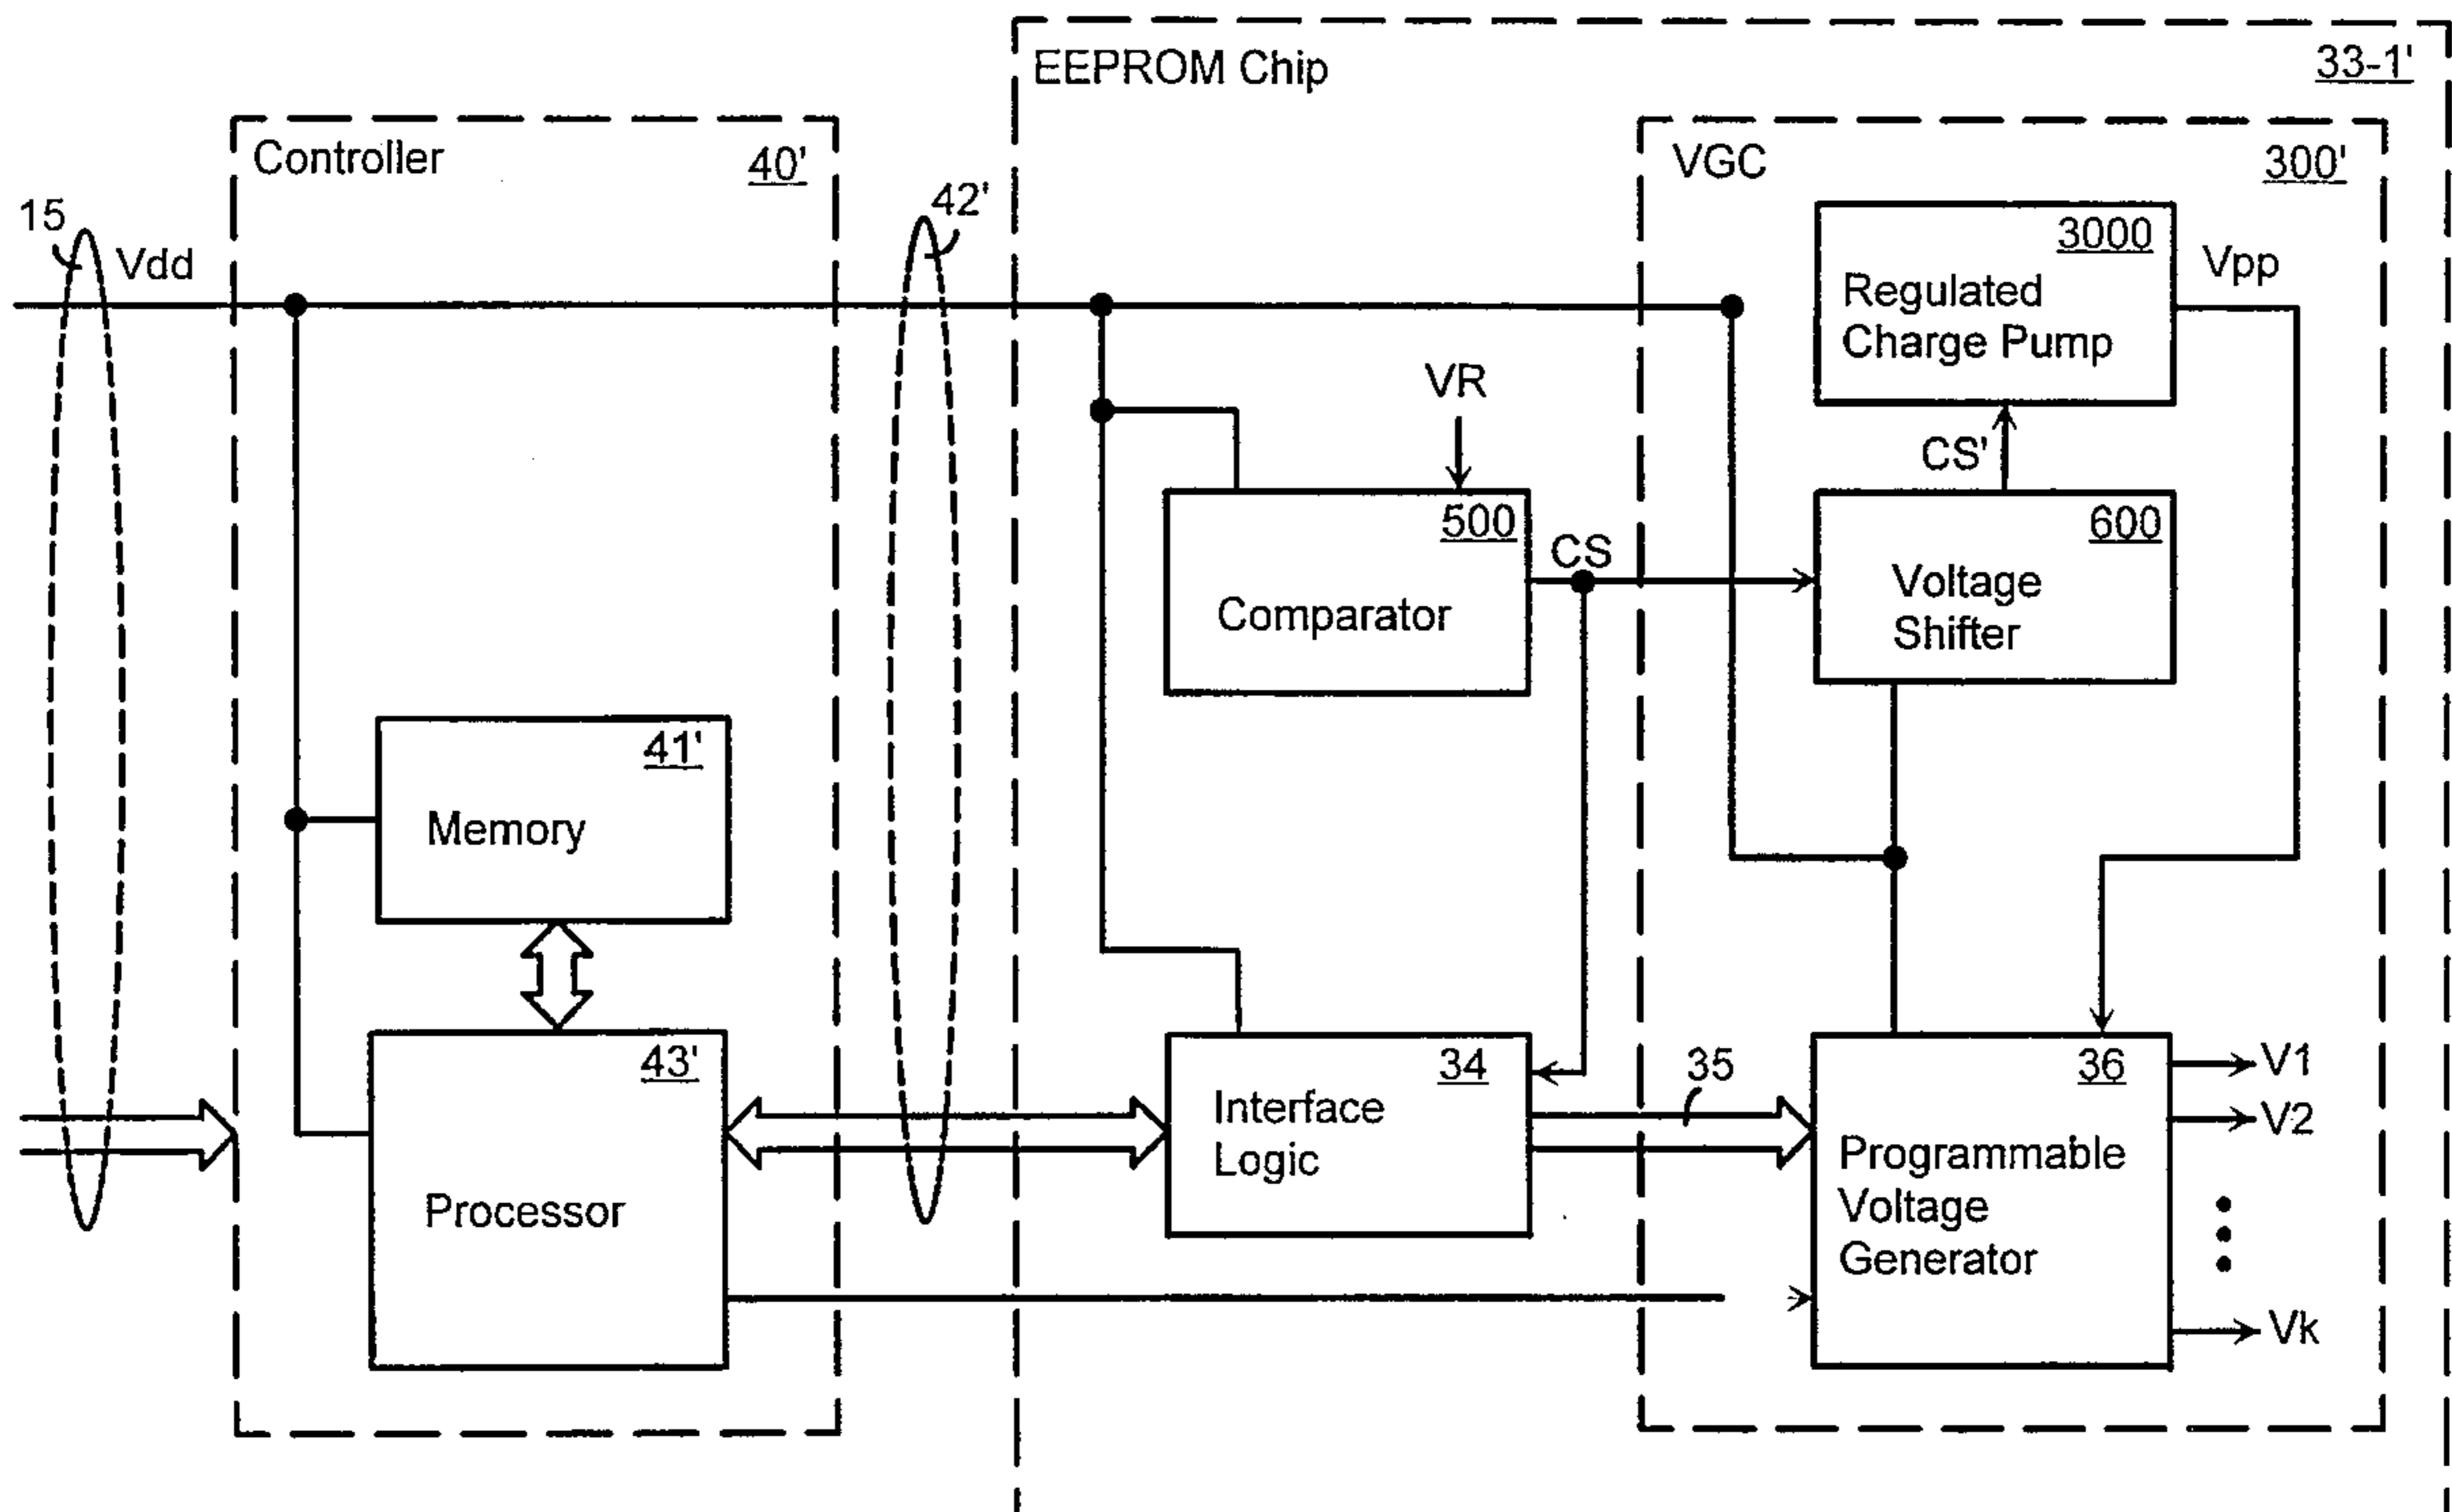 EEPROM Chip
33-1'
Controller
40'
VGC
300'
15
Vdd
42'
3000
Regulated
Charge Pump
Vpp
VR
CS'
500
Comparator
CS
600
Voltage
Shifter
41'
Memory
43'
Processor
34
Interface
Logic
35
36
Programmable
Voltage
Generator
V1
V2
Vk